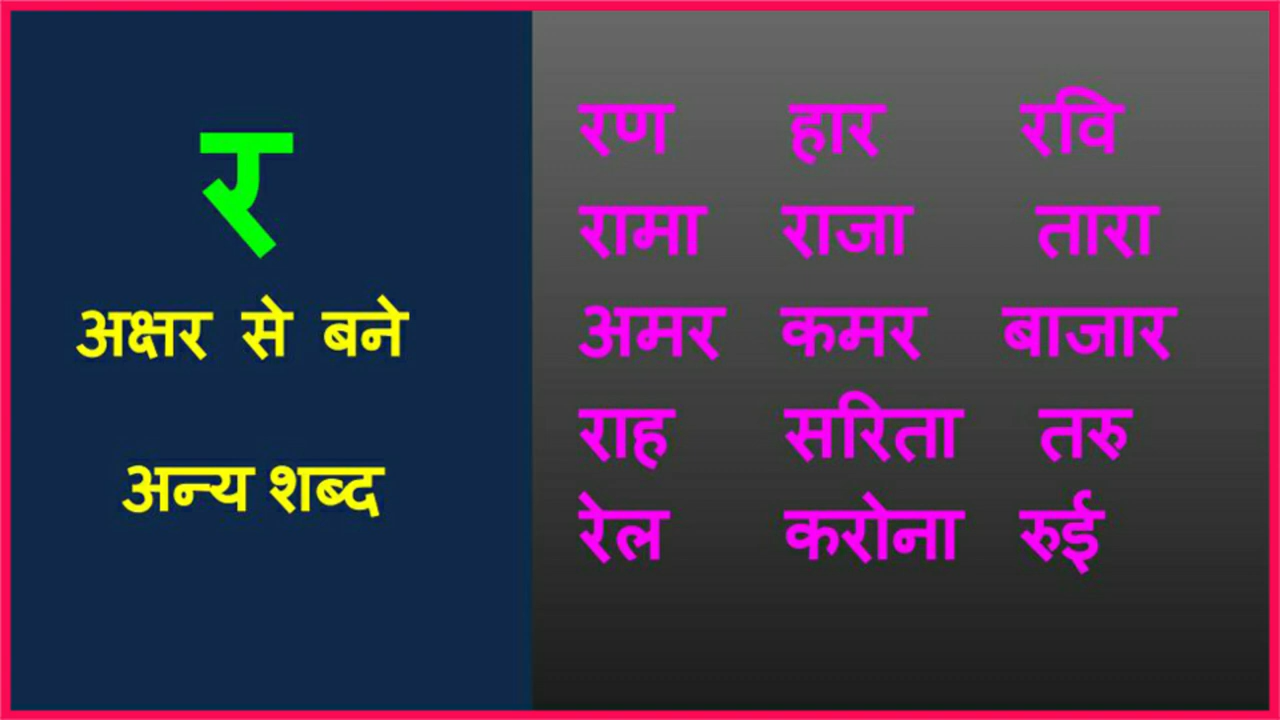 र
अक्षर से बने
अन्य शब्द
रण हार रवि
रामा राजा तारा
अमर कमर बाजार
राह सरिता तरु
रेल करोना रुई